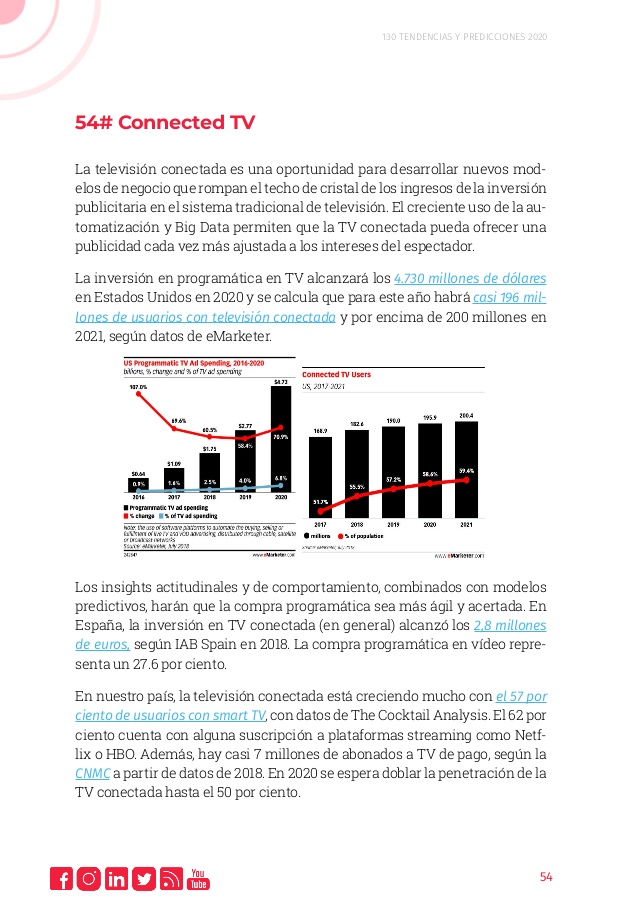 130 TENDENCIAS Y PREDICCIONES 2020
54# Connected TV
La televisión conectada es una oportunidad para desarrollar nuevos mod-
elos de negocio que rompan el techo de cristal de los ingresos de la inversión
publicitaria en el sistema tradicional de televisión. El creciente uso de la au-
tomatización y Big Data permiten que la TV conectada pueda ofrecer una
publicidad cada vez más ajustada a los intereses del espectador.
La inversión en programática en TV alcanzará los 4.730 millones de dólares
en Estados Unidos en 2020 y se calcula que para este año habrá casi 196 mil-
lones de usuarios con televisión conectada y por encima de 200 millones en
2021, según datos de eMarketer.
US Programmatic TV Ad Spending, 2016-2020
billions, % change and % of TV ad spending
$4.73
107.0%
69.6%
60.5%
$2.77
58.4%
70.9%
$1.75
$1.09
$0.64
0.9%
1.6%
2.5%
4.0%
6.8%
2016
2017
2018
2019
2020
Programmatic TV ad spending
% change
% of TV ad spending
Note: the use of software platforms to automate the buying, selling or
fulfillment of live TV and VOD advertising, distributed through cable, satellite
or broadcast networks
Source: eMarketer, July 2018
242847
www.eMarketer.com
Connected TV Users
US, 2017-2021
168.9
182.6
190.0
195.9
200.4
51.7%
55.5%
57.2%
58.6%
59.4%
2017
2018
2019
2020
2021
millions
% of population
Source: eMarketer, July 2018
www.eMarketer.com
Los insights actitudinales y de comportamiento, combinados con modelos
predictivos, harán que la compra programática sea más ágil y acertada. En
España, la inversión en TV conectada (en general) alcanzó los 2,8 millones
de euros, según IAB Spain en 2018. La compra programática en vídeo repre-
senta un 27.6 por ciento.
En nuestro país, la televisión conectada está creciendo mucho con el 57 por
ciento de usuarios con smart TV, con datos de The Cocktail Analysis. El 62 por
ciento cuenta con alguna suscripción a plataformas streaming como Netf-
lix o HBO. Además, hay casi 7 millones de abonados a TV de pago, según la
CNMC a partir de datos de 2018. En 2020 se espera doblar la penetración de la
TV conectada hasta el 50 por ciento.
You
Tube
54